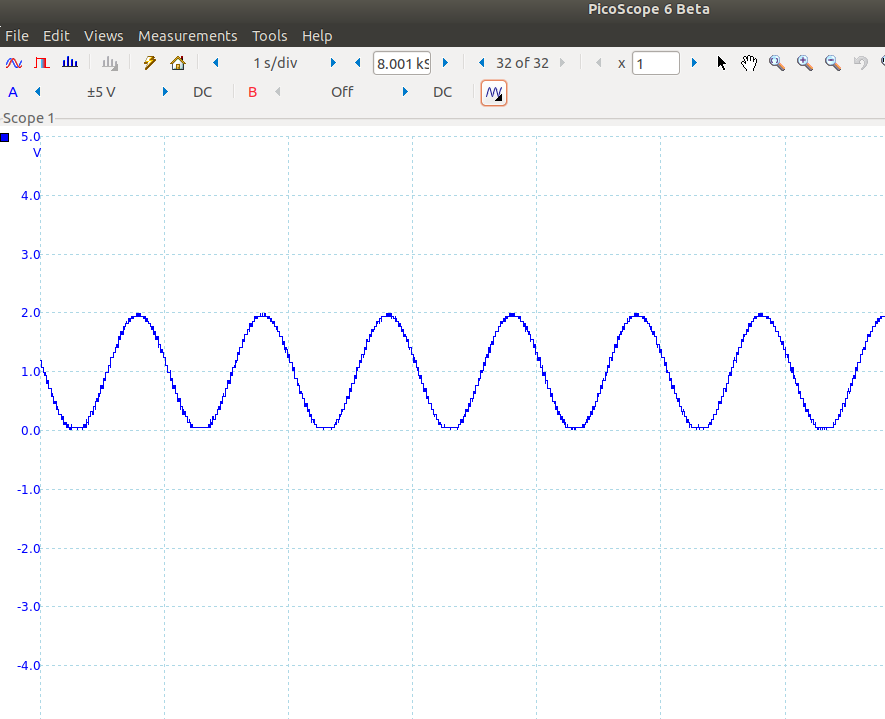 PicoScope 6 Beta
File Edit Views Measurements Tools Help
1 s/div 8.001 kS 32 of 32 x 1
A ±5 V DC B Off DC
Scope 1
5.0
V
4.0
3.0
2.0
1.0
0.0
-1.0
-2.0
-3.0
-4.0